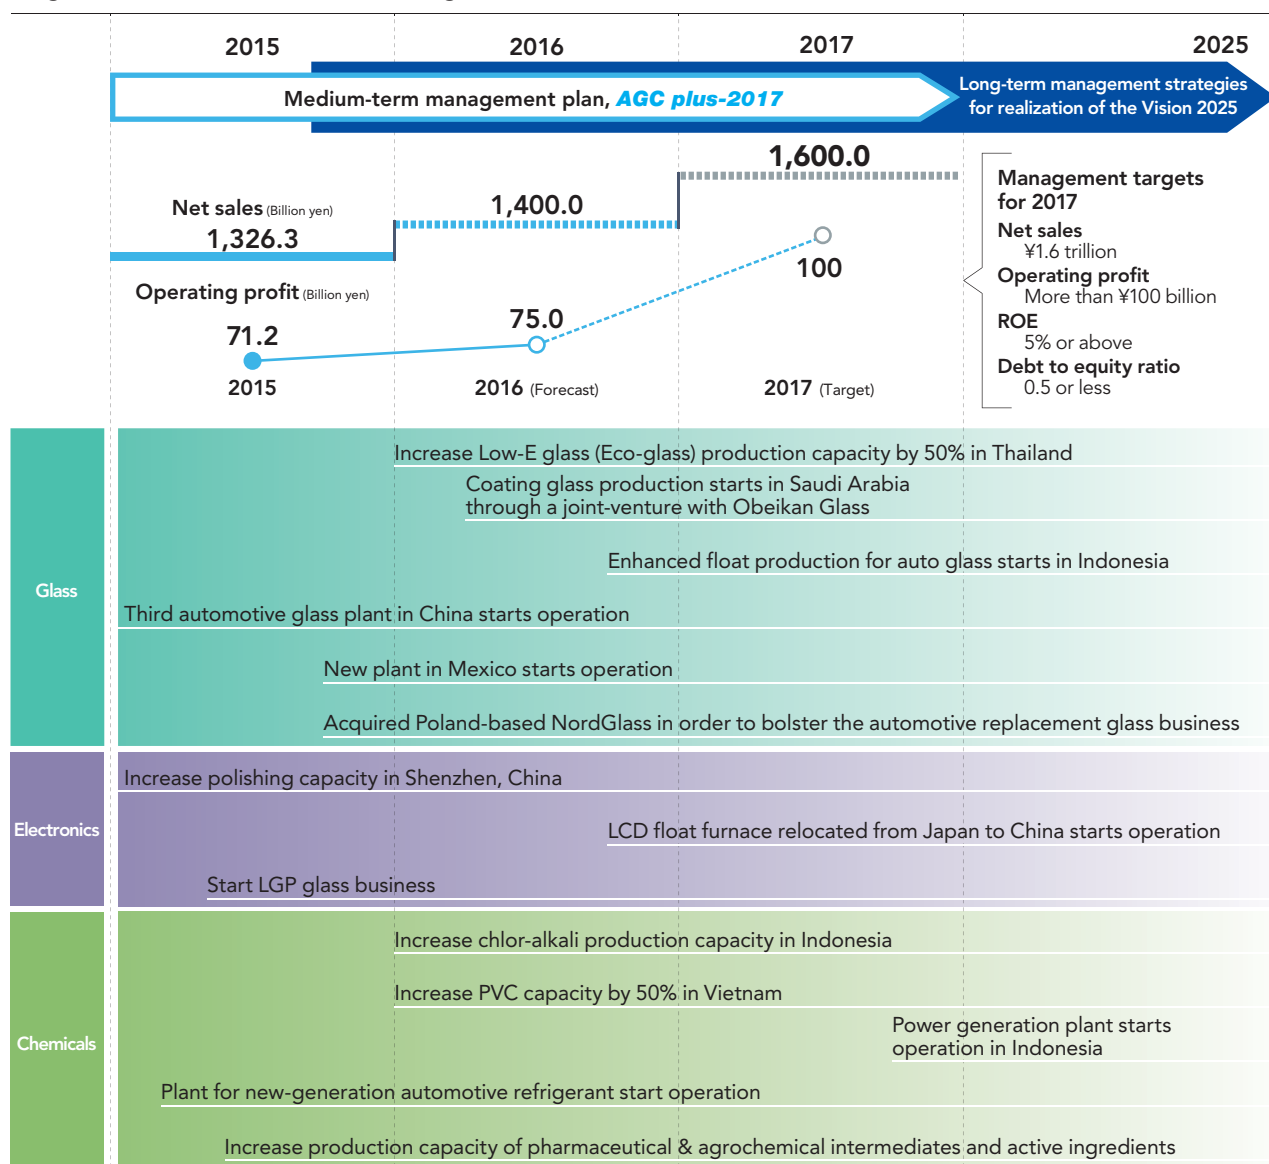 2015
2016
2017
2025
Medium-term management plan, AGC plus-2017
Long-term management strategies
for realization of the Vision 2025
Net sales (Billion yen)
1,326.3
1,400.0
1,600.0
Operating profit (Billion yen)
71.2
75.0
100
2015
2016 (Forecast)
2017 (Target)
Management targets
for 2017
Net sales
¥1.6 trillion
Operating profit
More than ¥100 billion
ROE
5% or above
Debt to equity ratio
0.5 or less
Glass
Increase Low-E glass (Eco-glass) production capacity by 50% in Thailand
Coating glass production starts in Saudi Arabia
through a joint-venture with Obeikan Glass
Enhanced float production for auto glass starts in Indonesia
Third automotive glass plant in China starts operation
New plant in Mexico starts operation
Acquired Poland-based NordGlass in order to bolster the automotive replacement glass business
Electronics
Increase polishing capacity in Shenzhen, China
LCD float furnace relocated from Japan to China starts operation
Start LGP glass business
Chemicals
Increase chlor-alkali production capacity in Indonesia
Increase PVC capacity by 50% in Vietnam
Power generation plant starts
operation in Indonesia
Plant for new-generation automotive refrigerant start operation
Increase production capacity of pharmaceutical & agrochemical intermediates and active ingredients